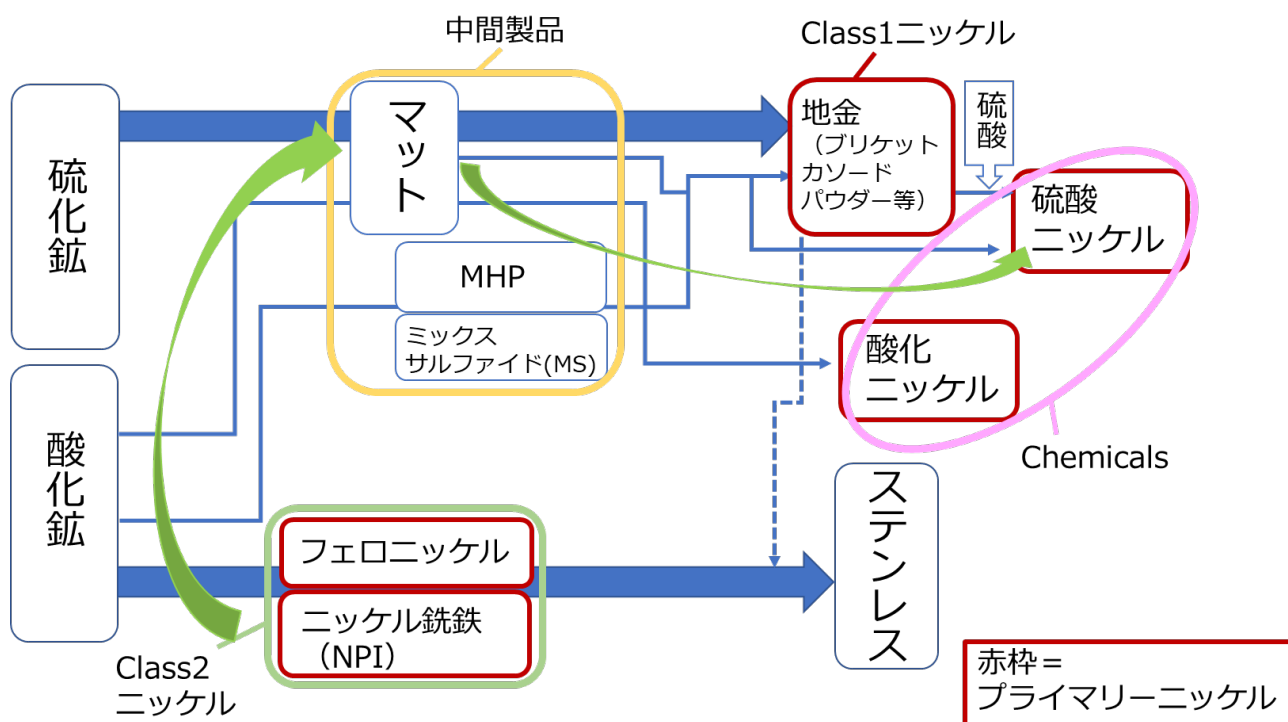 中間製品
Class1ニッケル
硫化鉱
マット
地金
（ブリケット
カソード
パウダー等）
硫酸
硫酸
ニッケル
MHP
ミックス
サルファイド(MS)
酸化
ニッケル
Chemicals
酸化鉱
フェロニッケル
ニッケル銑鉄
（NPI）
ステンレス
Class2
ニッケル
赤枠＝
プライマリーニッケル